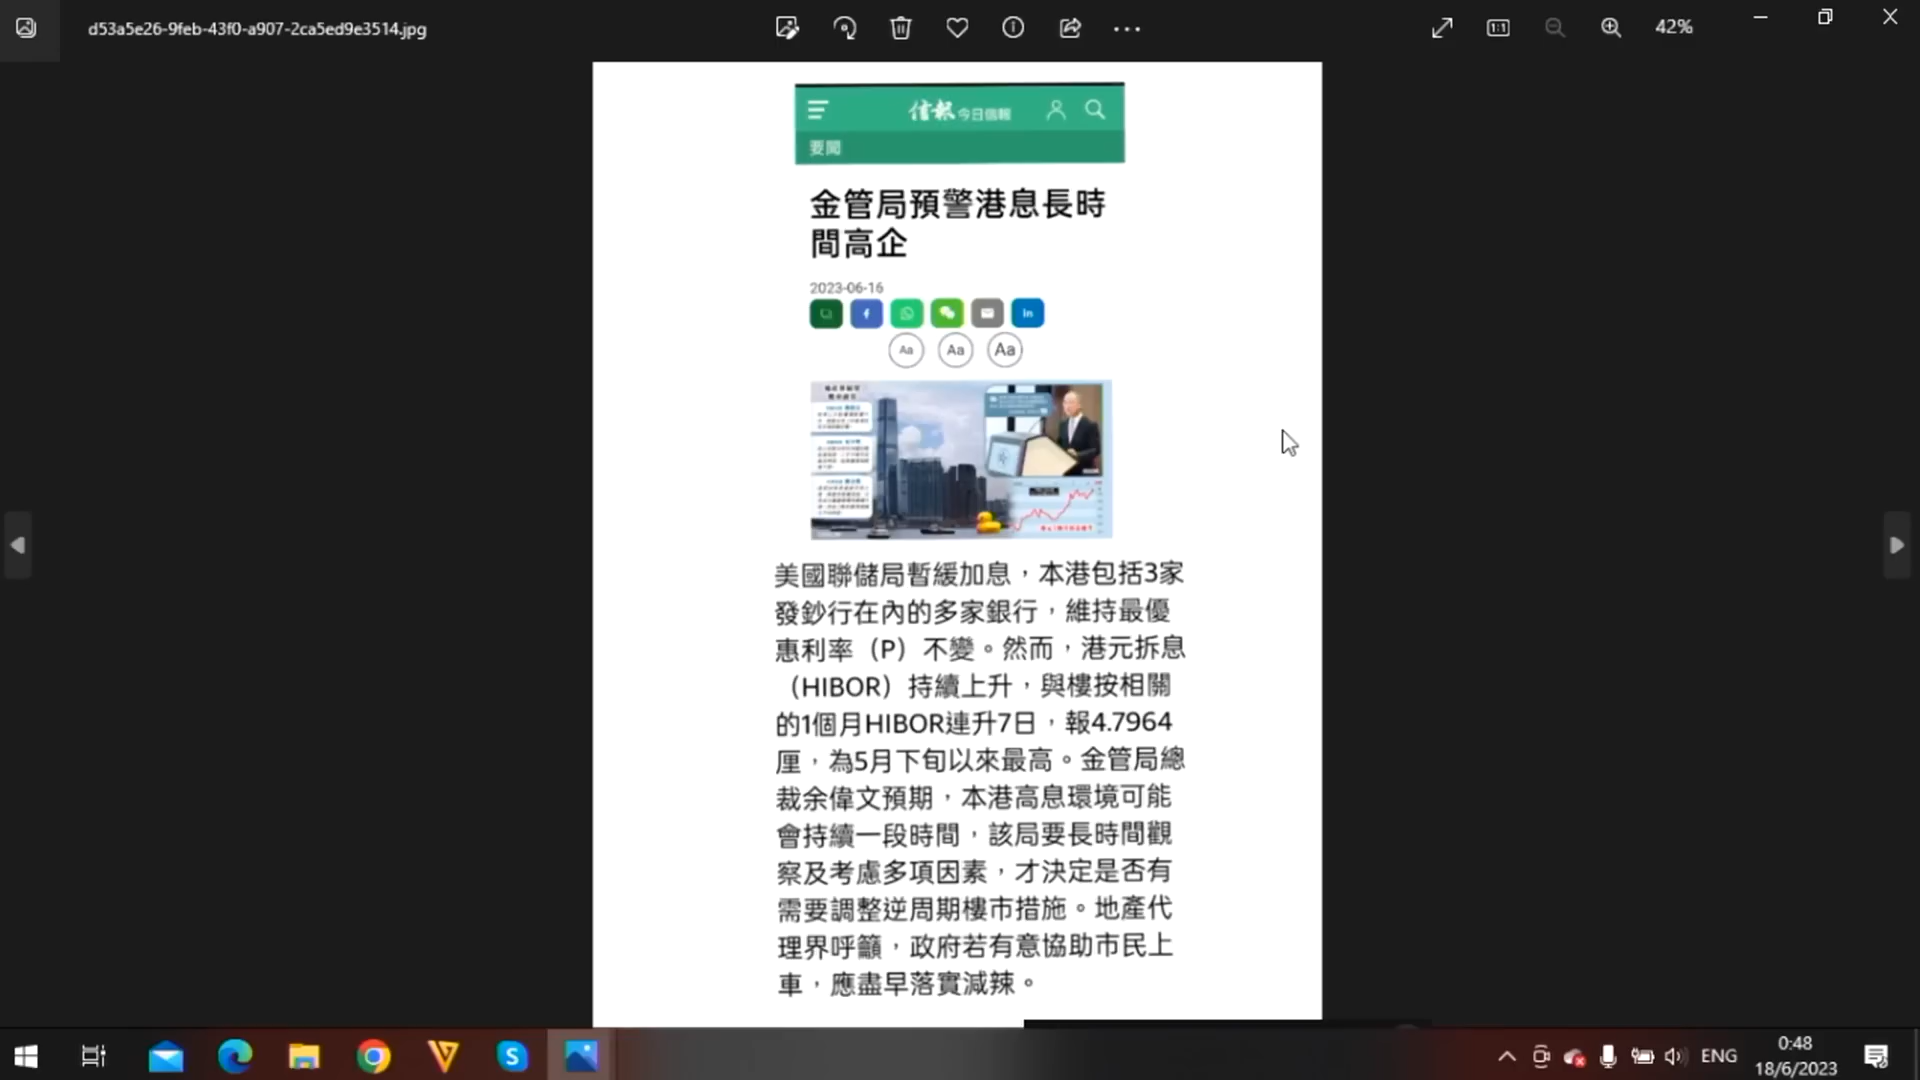 d53a5e26-9feb-43f0-a907-2ca5ed9e3514.jpg
42%
信報 今日信報
要聞
金管局預警港息長時
間高企
2023-06-16
Aa Aa Aa
美國聯儲局暫緩加息，本港包括3家
發鈔行在內的多家銀行，維持最優
惠利率（P）不變。然而，港元拆息
（HIBOR）持續上升，與樓按相關
的1個月HIBOR連升7日，報4.7964
厘，為5月下旬以來最高。金管局總
裁余偉文預期，本港高息環境可能
會持續一段時間，該局要長時間觀
察及考慮多項因素，才決定是否有
需要調整逆周期樓市措施。地產代
理界呼籲，政府若有意協助市民上
車，應盡早落實減辣。
ENG
0:48
18/6/2023